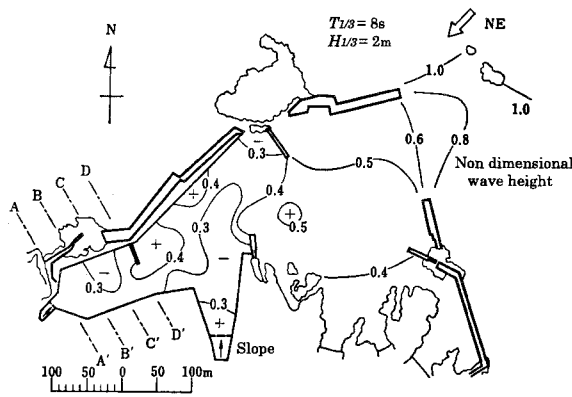 N
T1/3 = 8s
H1/3 = 2m
NE
1.0
1.0
0.6
0.8
Non dimensional
wave height
0.5
0.3
−
0.4
+
0.4
0.3
+
0.5
D
C
B
A
+
0.4
−
0.3
−
0.4
0.3
+
Slope
A'
B'
C'
D'
100 50 0 50 100m